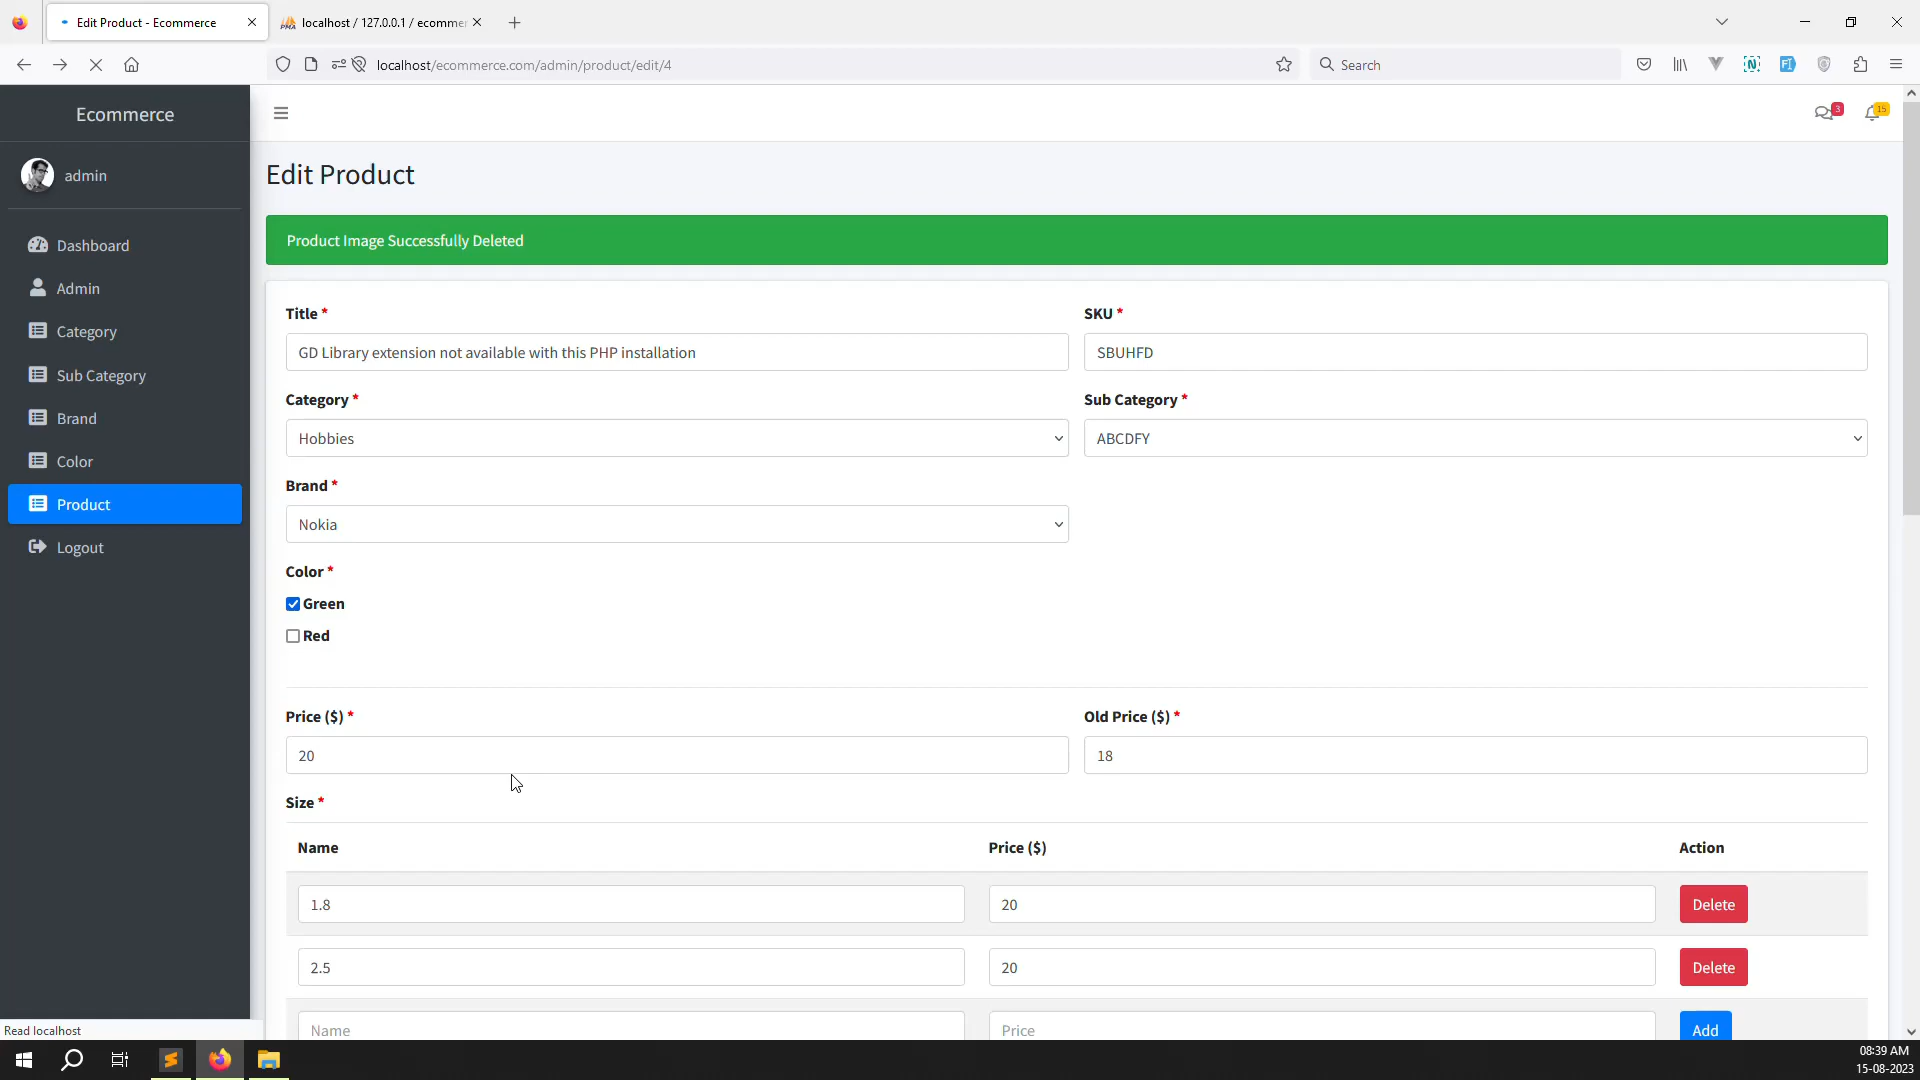 Edit Product - Ecommerce
localhost / 127.0.0.1 / ecomme
localhost/ecommerce.com/admin/product/edit/4
Search
Ecommerce
3
15
admin
Edit Product
Product Image Successfully Deleted
Dashboard
Admin
Category
Sub Category
Brand
Color
Product
Logout
Title *
SKU *
GD Library extension not available with this PHP installation
SBUHFD
Category *
Sub Category *
Hobbies
ABCDFY
Brand *
Nokia
Color *
Green
Red
Price ($) *
Old Price ($) *
20
18
Size *
Name
Price ($)
Action
1.8
20
Delete
2.5
20
Delete
Name
Price
Add
Read localhost
08:39 AM
15-08-2023